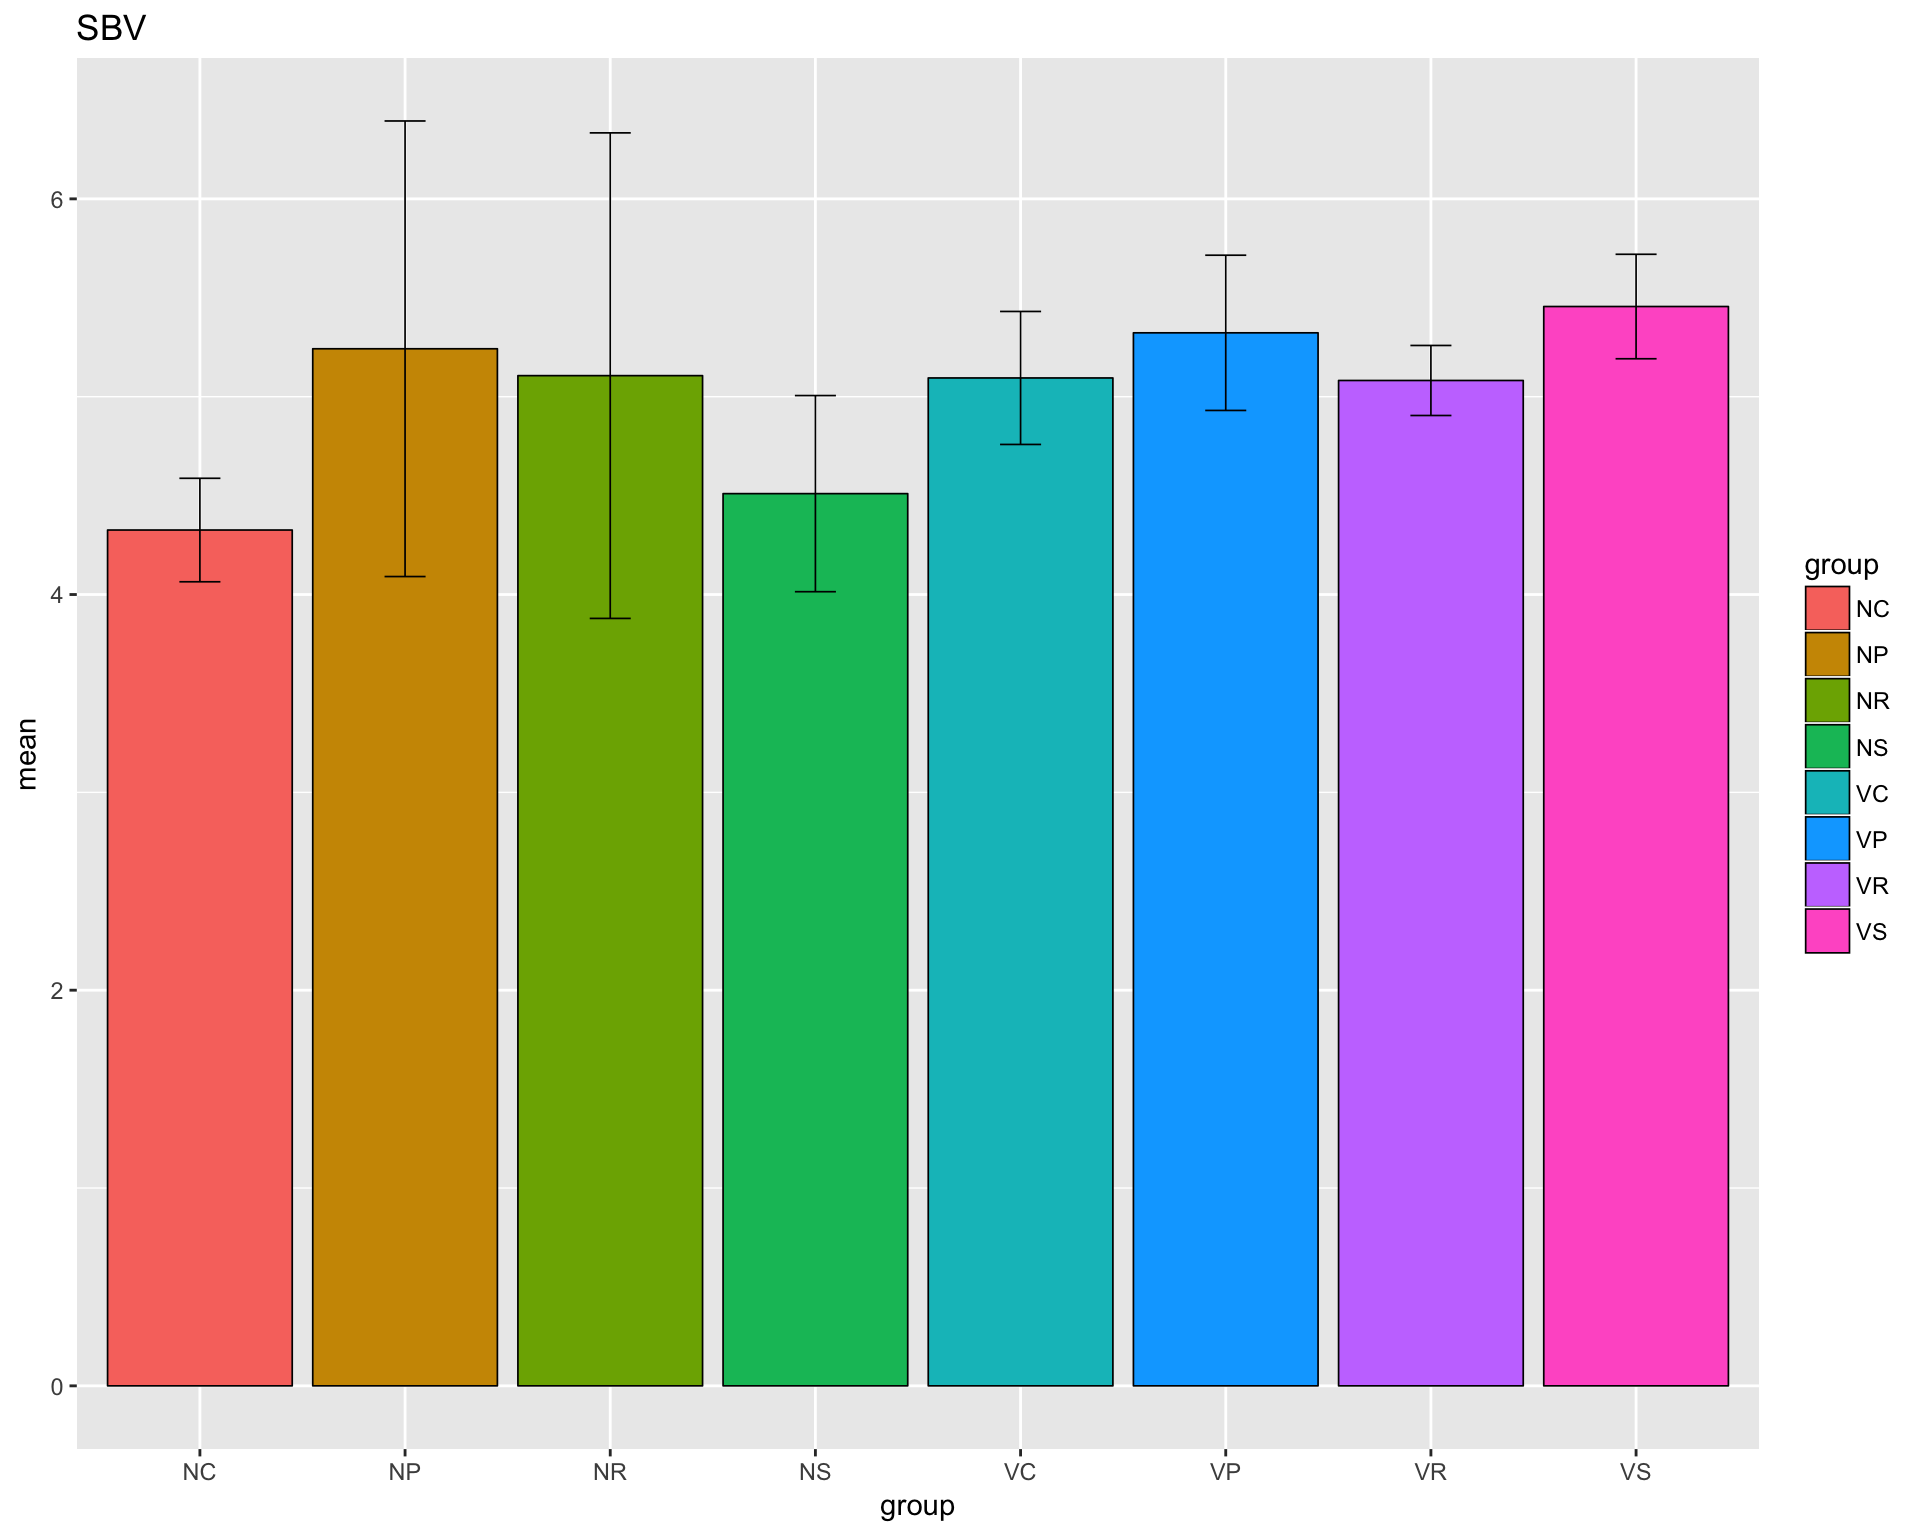 SBV
6
4
2
0
mean
NC NP NR NS VC VP VR VS
group
group
NC
NP
NR
NS
VC
VP
VR
VS